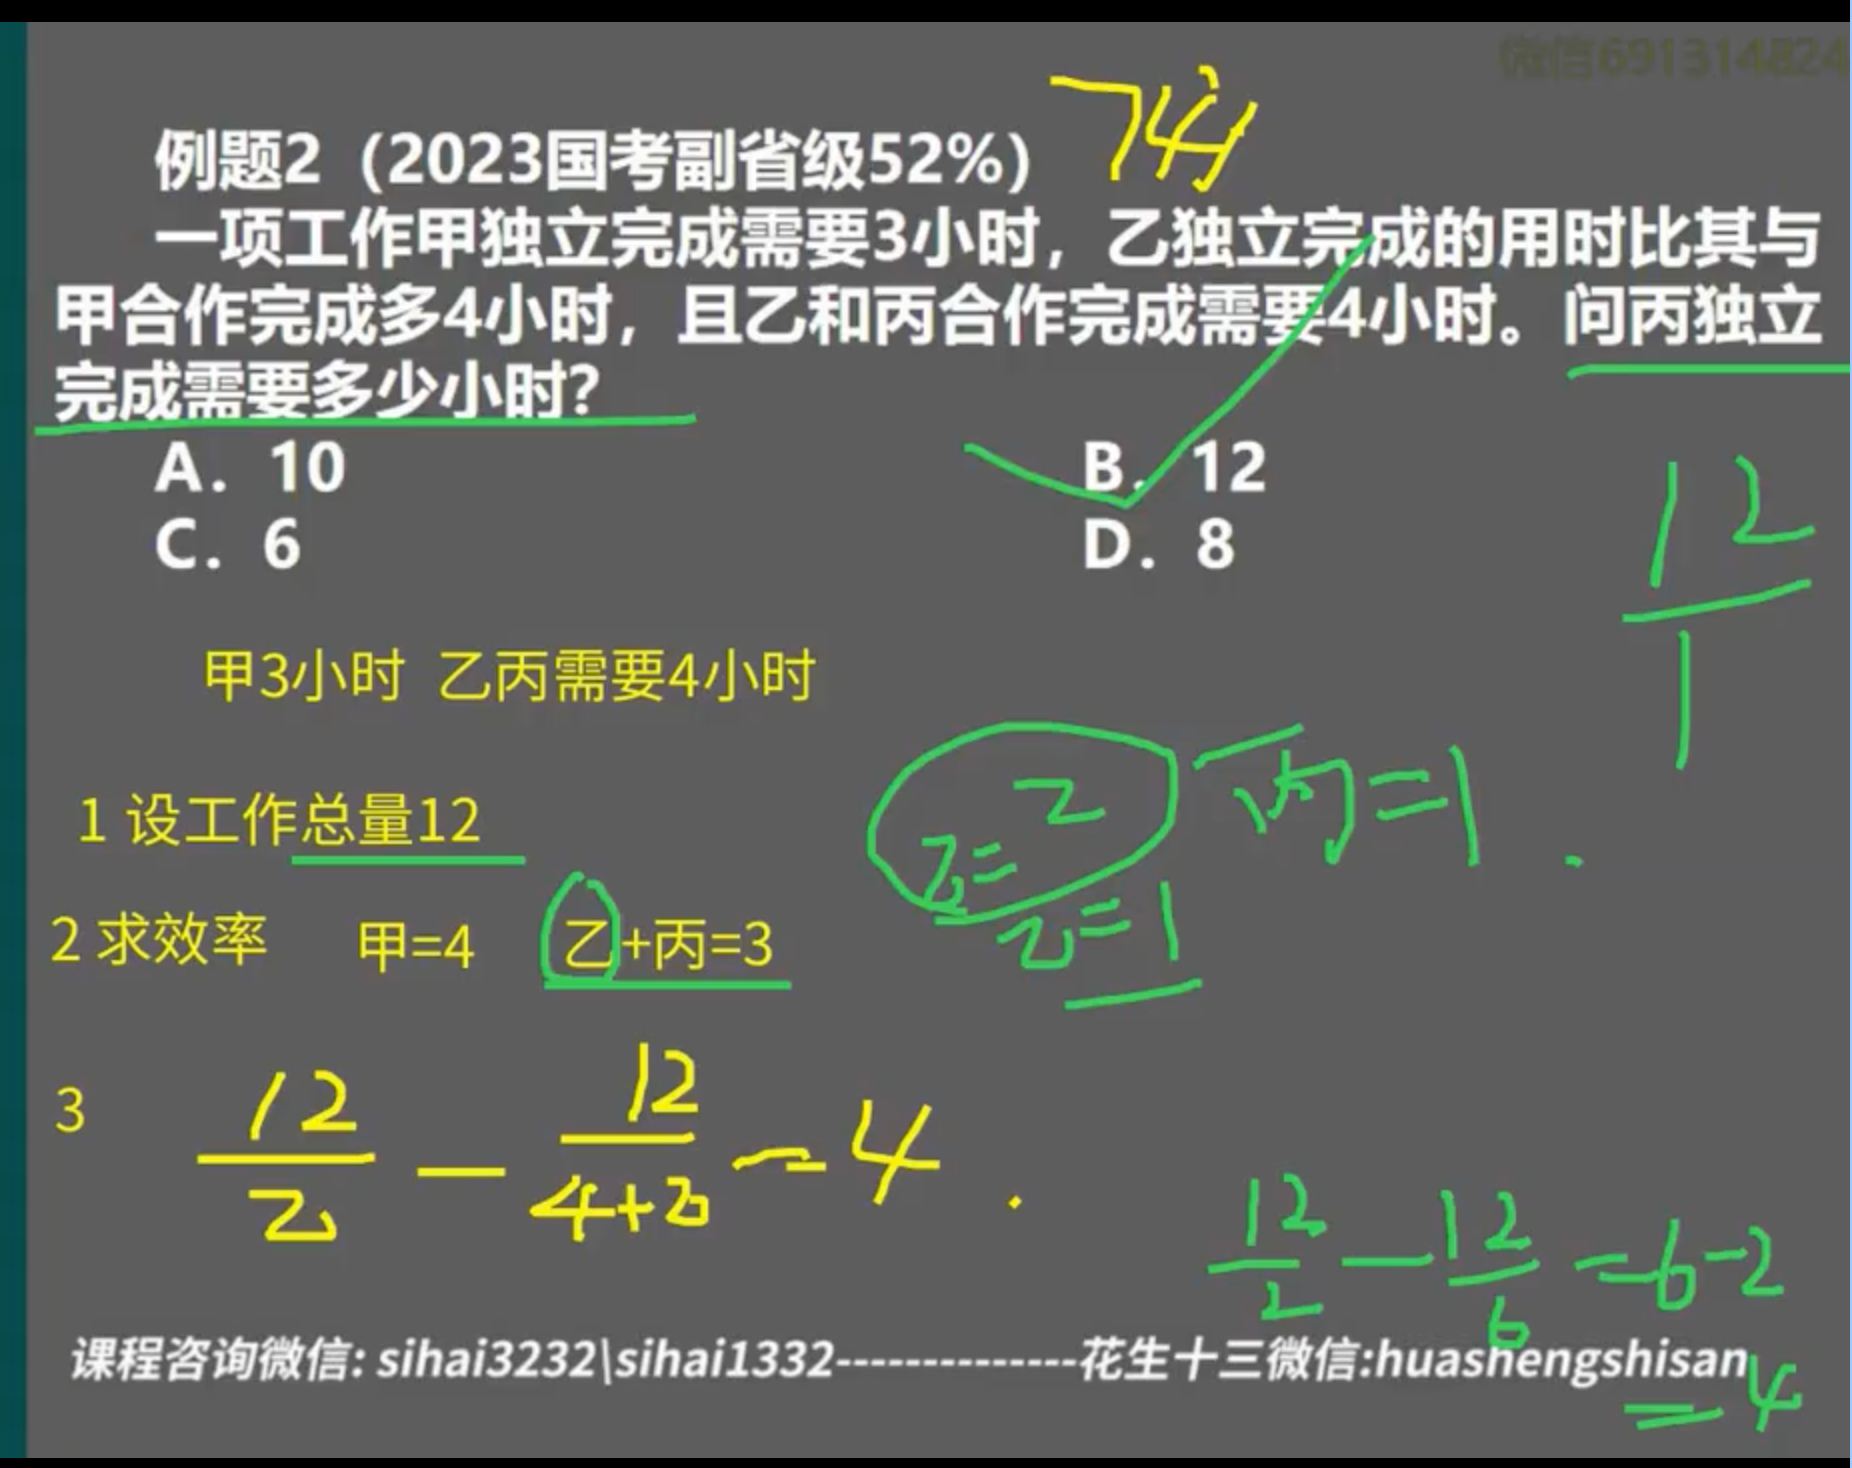 微信691314824
例题2（2023国考副省级52%）
一项工作甲独立完成需要3小时，乙独立完成的用时比其与
甲合作完成多4小时，且乙和丙合作完成需要4小时。问丙独立
完成需要多少小时?
A. 10 B. 12
C. 6 D. 8
12
1
甲3小时 乙丙需要4小时
1 设工作总量12
乙=2
丙=1
乙=1
2 求效率 甲=4 乙+丙=3
3 12/乙 - 12/4+乙 = 4.
12/2 - 12/6 = 6-2
= 4
课程咨询微信: sihai3232\sihai1332--------------花生十三微信:huashengshisan